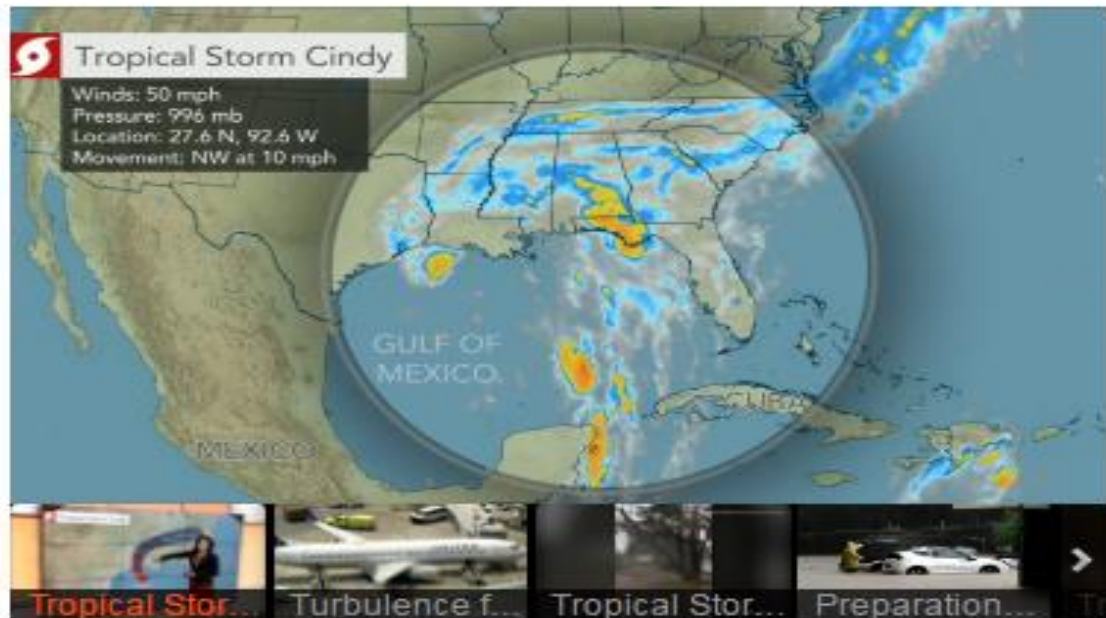 Tropical Storm Cindy
Winds: 50 mph
Pressure: 996 mb
Location: 27.6 N, 92.6 W
Movement: NW at 10 mph
GULF OF
MEXICO
CUBA
MEXICO
Tropical Stor...
Turbulence f...
Tropical Stor...
Preparation...
Tr